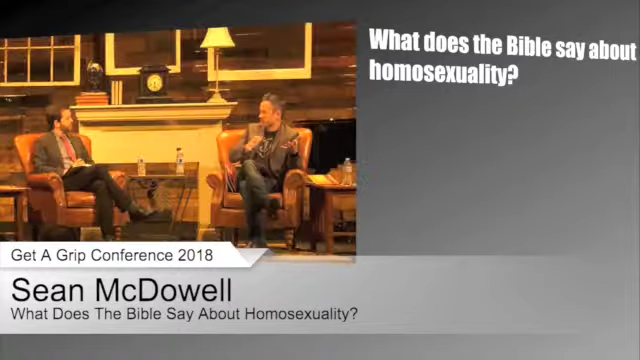 What does the Bible say about
homosexuality?
Get A Grip Conference 2018
Sean McDowell
What Does The Bible Say About Homosexuality?